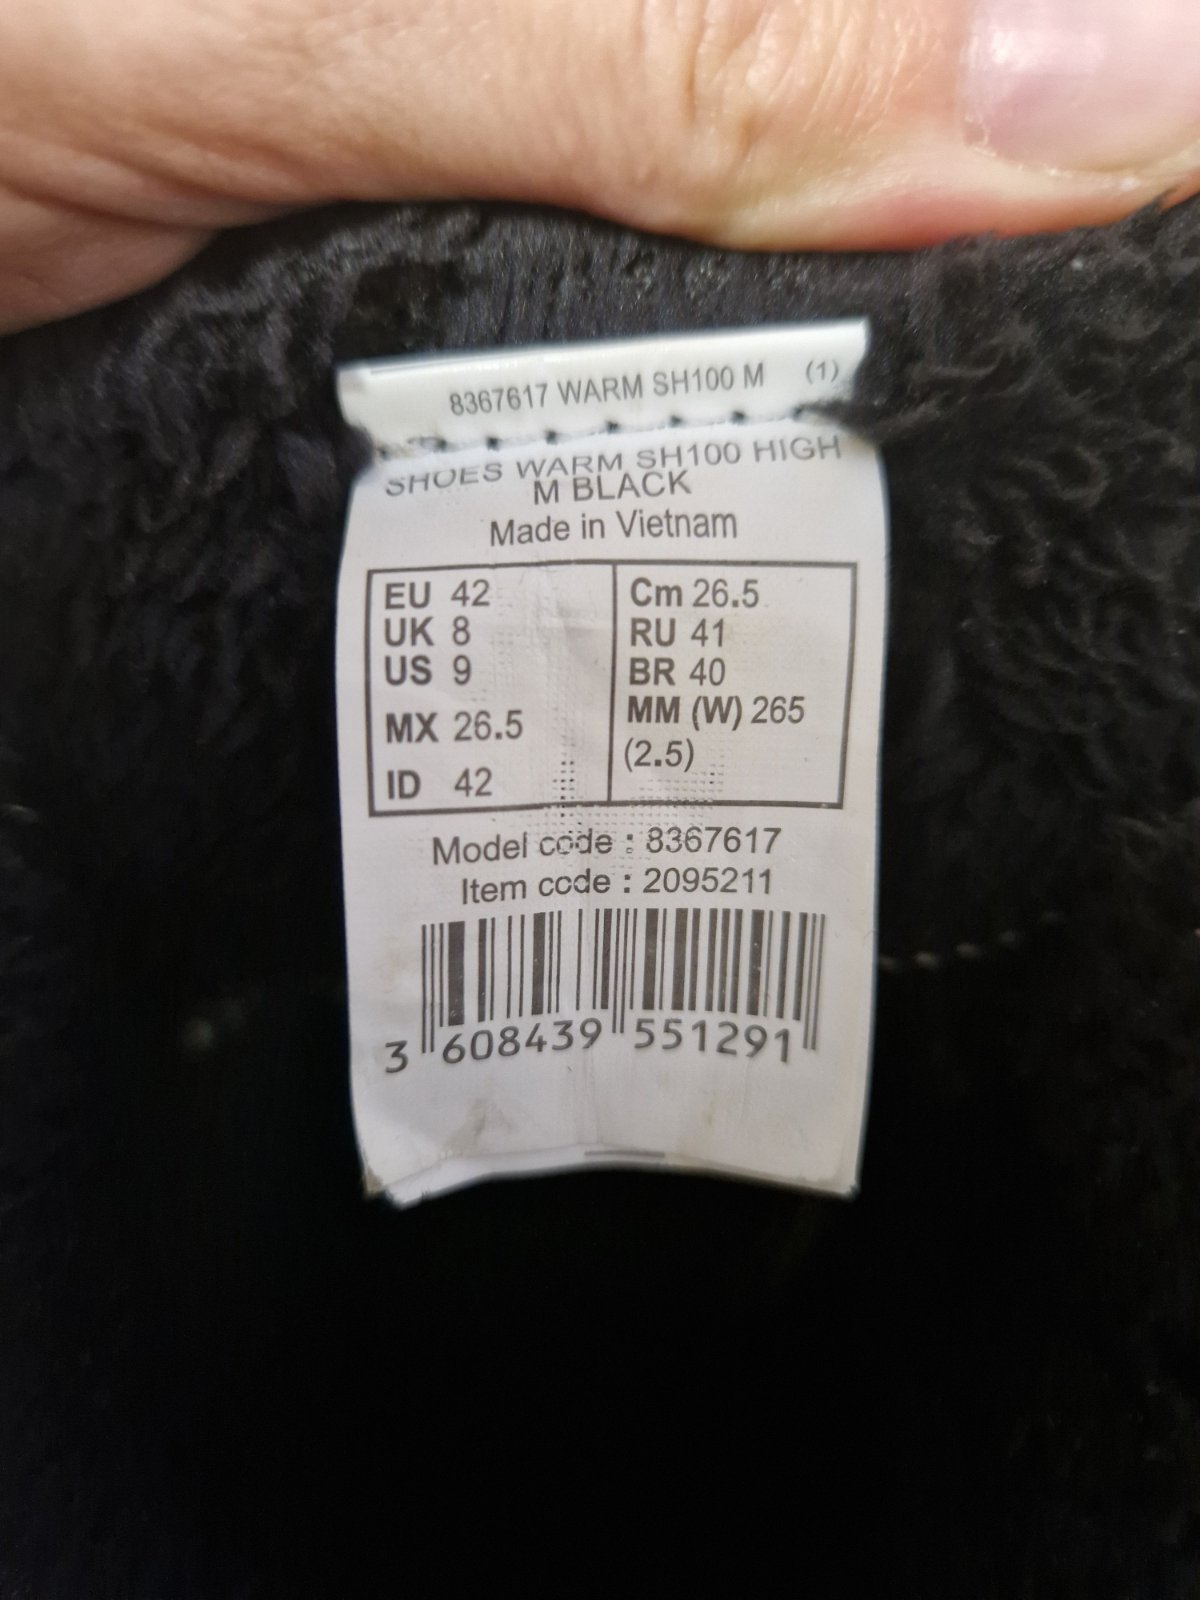 8367617 WARM SH100 M (1)
SHOES WARM SH100 HIGH
M BLACK
Made in Vietnam
EU 42
UK 8
US 9
MX 26.5
ID 42
Cm 26.5
RU 41
BR 40
MM (W) 265
(2.5)
Model code : 8367617
Item code : 2095211
3 608439 551291